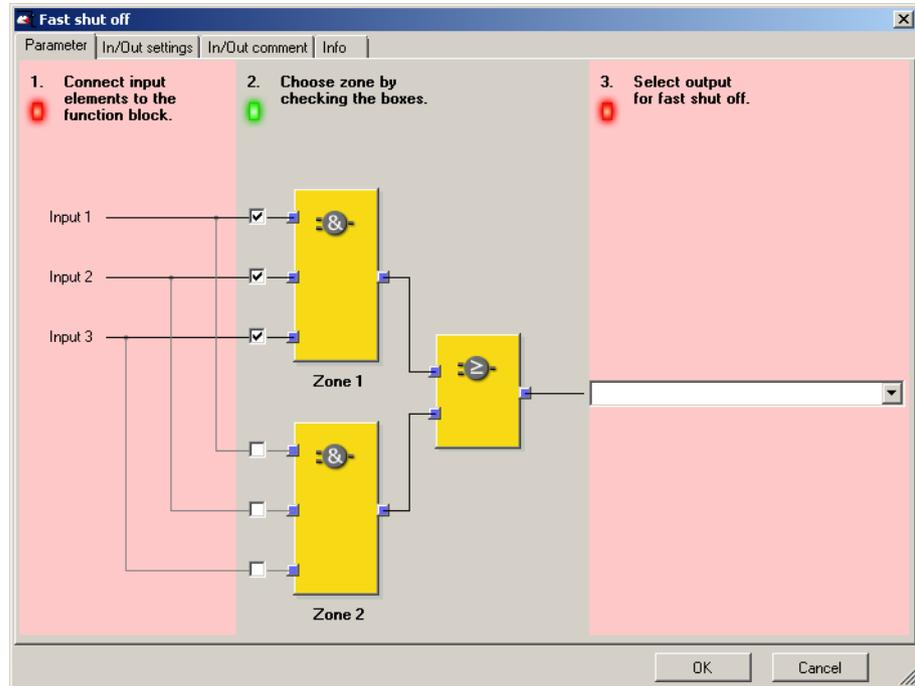 Fast shut off
Parameter In/Out settings In/Out comment Info
1. Connect input
elements to the
function block.
2. Choose zone by
checking the boxes.
3. Select output
for fast shut off.
Input 1
&
Input 2
Input 3
Zone 1
≥
&
Zone 2
OK Cancel